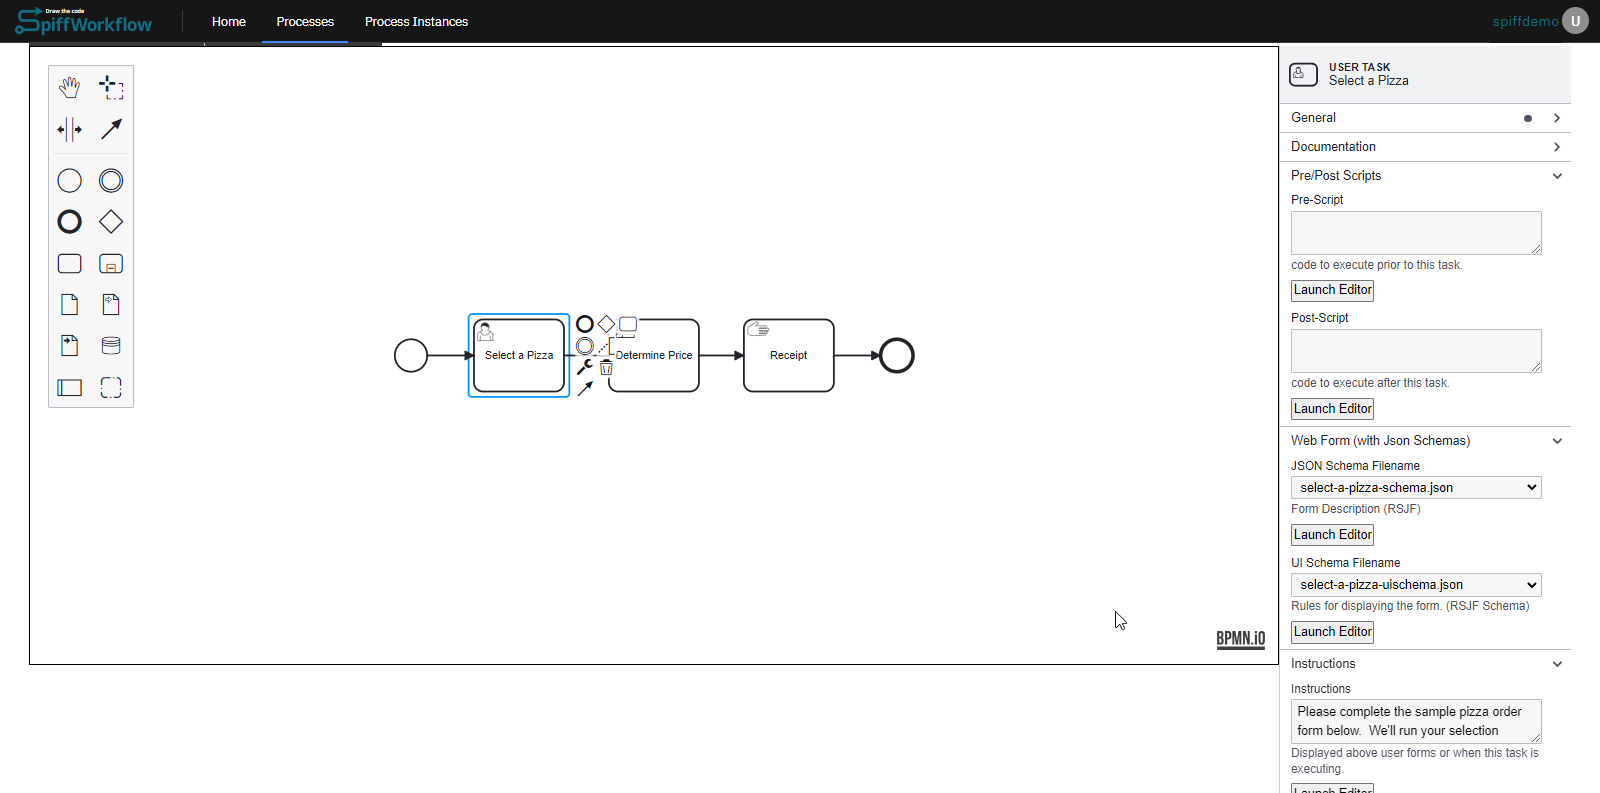 Draw the code
SpiffWorkflow
Home
Processes
Process Instances
spiffdemo
U
USER TASK
Select a Pizza
General
Documentation
Pre/Post Scripts
Pre-Script
code to execute prior to this task.
Launch Editor
Post-Script
code to execute after this task.
Launch Editor
Web Form (with Json Schemas)
JSON Schema Filename
select-a-pizza-schema.json
Form Description (RSJF)
Launch Editor
UI Schema Filename
select-a-pizza-uischema.json
Rules for displaying the form. (RSJF Schema)
Launch Editor
Instructions
Instructions
Please complete the sample pizza order
form below.  We'll run your selection
Displayed above user forms or when this task is
executing.
Launch Editor
Select a Pizza
Determine Price
Receipt
BPMN.iO